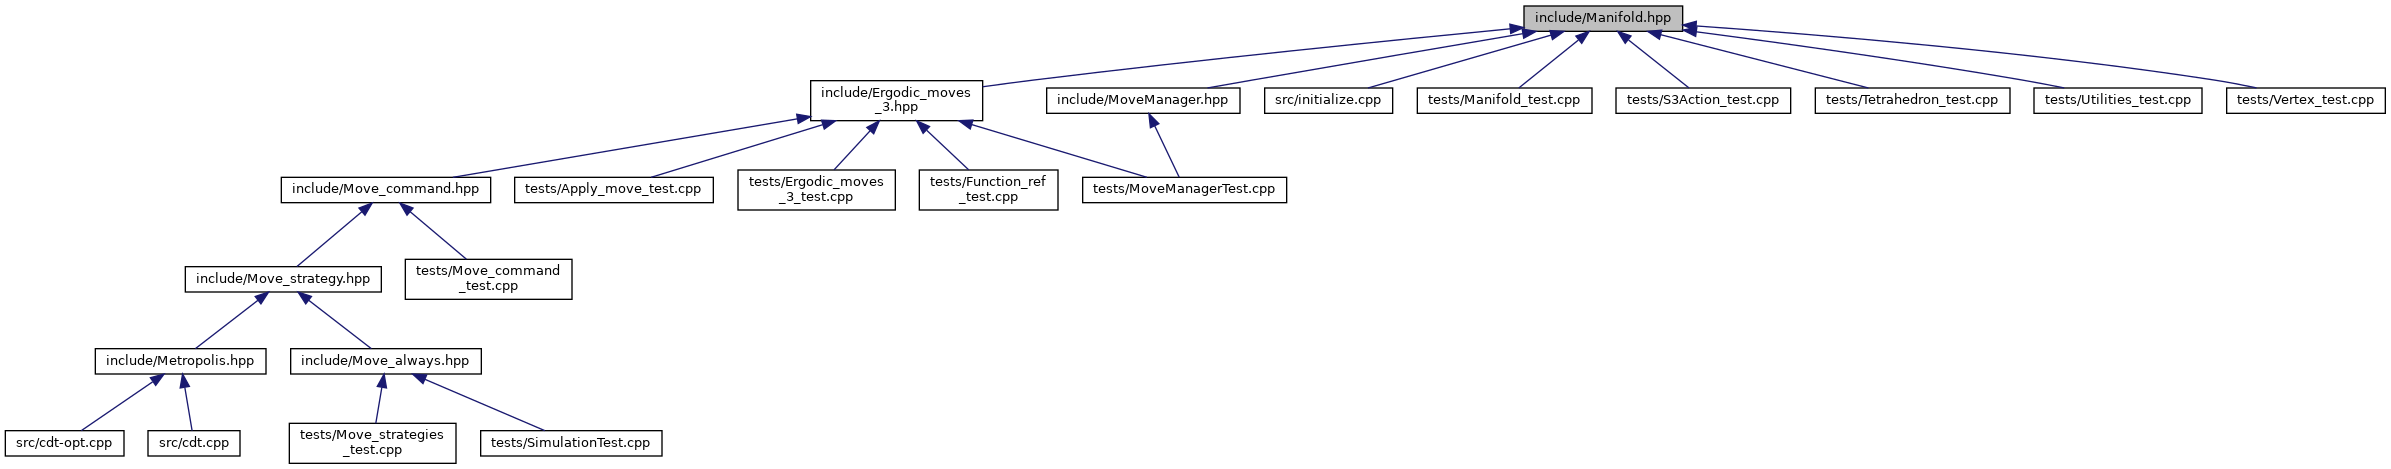 include/Manifold.hpp
include/Ergodic_moves
_3.hpp
include/MoveManager.hpp
src/initialize.cpp
tests/Manifold_test.cpp
tests/S3Action_test.cpp
tests/Tetrahedron_test.cpp
tests/Utilities_test.cpp
tests/Vertex_test.cpp
include/Move_command.hpp
tests/Apply_move_test.cpp
tests/Ergodic_moves
_3_test.cpp
tests/Function_ref
_test.cpp
tests/MoveManagerTest.cpp
include/Move_strategy.hpp
tests/Move_command
_test.cpp
include/Metropolis.hpp
include/Move_always.hpp
src/cdt-opt.cpp
src/cdt.cpp
tests/Move_strategies
_test.cpp
tests/SimulationTest.cpp